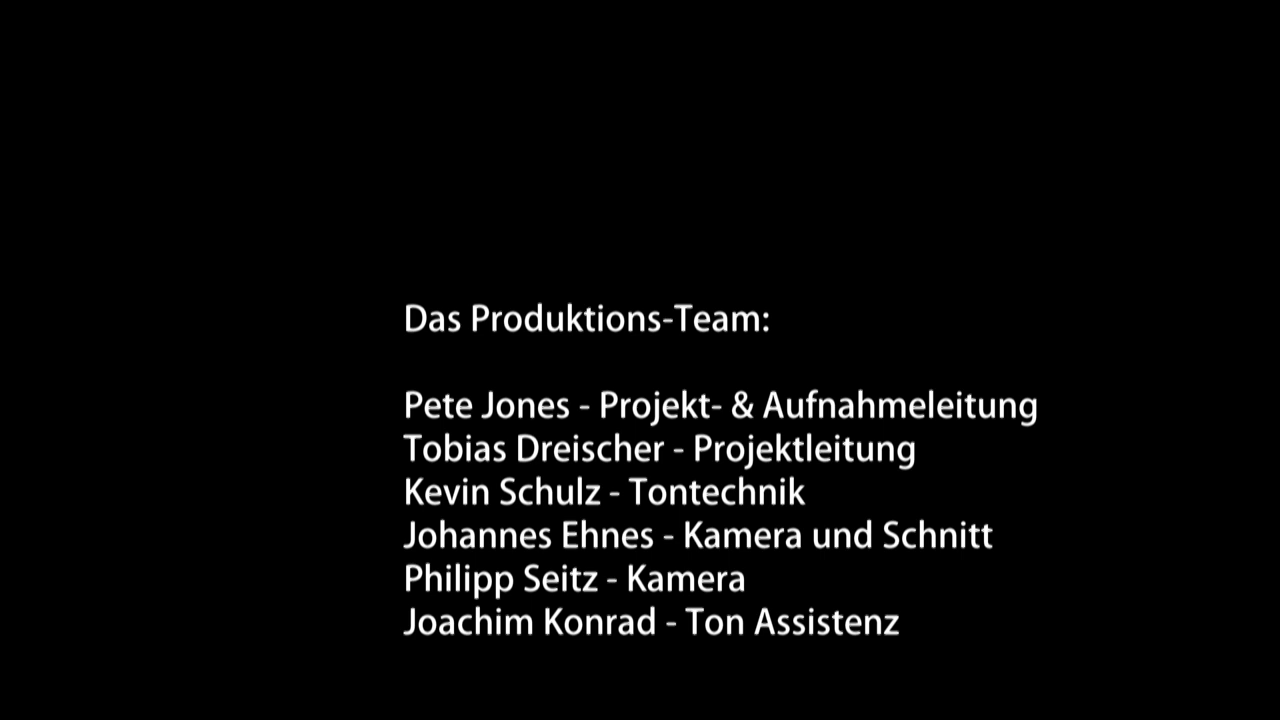 Das Produktions-Team:
Pete Jones - Projekt- & Aufnahmeleitung
Tobias Dreischer - Projektleitung
Kevin Schulz - Tontechnik
Johannes Ehnes - Kamera und Schnitt
Philipp Seitz - Kamera
Joachim Konrad - Ton Assistenz